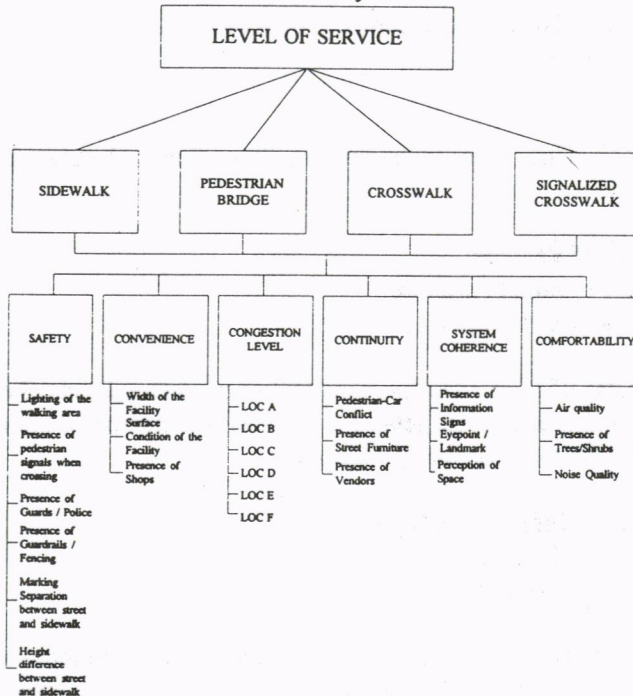 LEVEL OF SERVICE
SIDEWALK
PEDESTRIAN
BRIDGE
CROSSWALK
SIGNALIZED
CROSSWALK
SAFETY
CONVENIENCE
CONGESTION
LEVEL
CONTINUITY
SYSTEM
COHERENCE
COMFORTABILITY
Lighting of the
walking area
Presence of
pedestrian
signals when
crossing
Presence of
Guards / Police
Presence of
Guardrails /
Fencing
Marking
Separation
between street
and sidewalk
Height
difference
between street
and sidewalk
Width of the
Facility
Surface
Condition of the
Facility
Presence of
Shops
LOC A
LOC B
LOC C
LOC D
LOC E
LOC F
Pedestrian-Car
Conflict
Presence of
Street Furniture
Presence of
Vendors
Presence of
Information
Signs
Eyepoint /
Landmark
Perception of
Space
Air quality
Presence of
Trees/Shrubs
Noise Quality